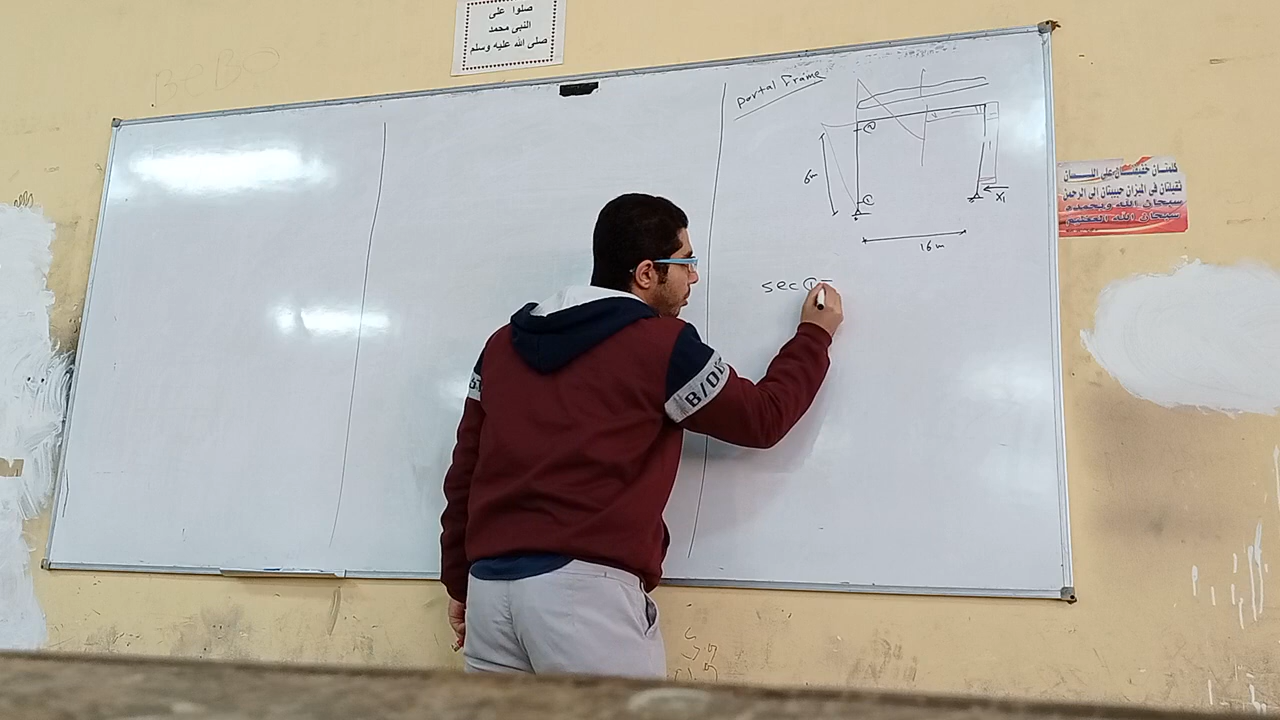 صلوا على
النبى محمد
صلى الله عليه وسلم
Portal Frame
6m
X1
16 m
sec ①
B/O
كلمتان خفيفتان على اللسان
ثقيلتان فى الميزان حبيبتان الى الرحمن
سبحان الله وبحمده
سبحان الله العظيم